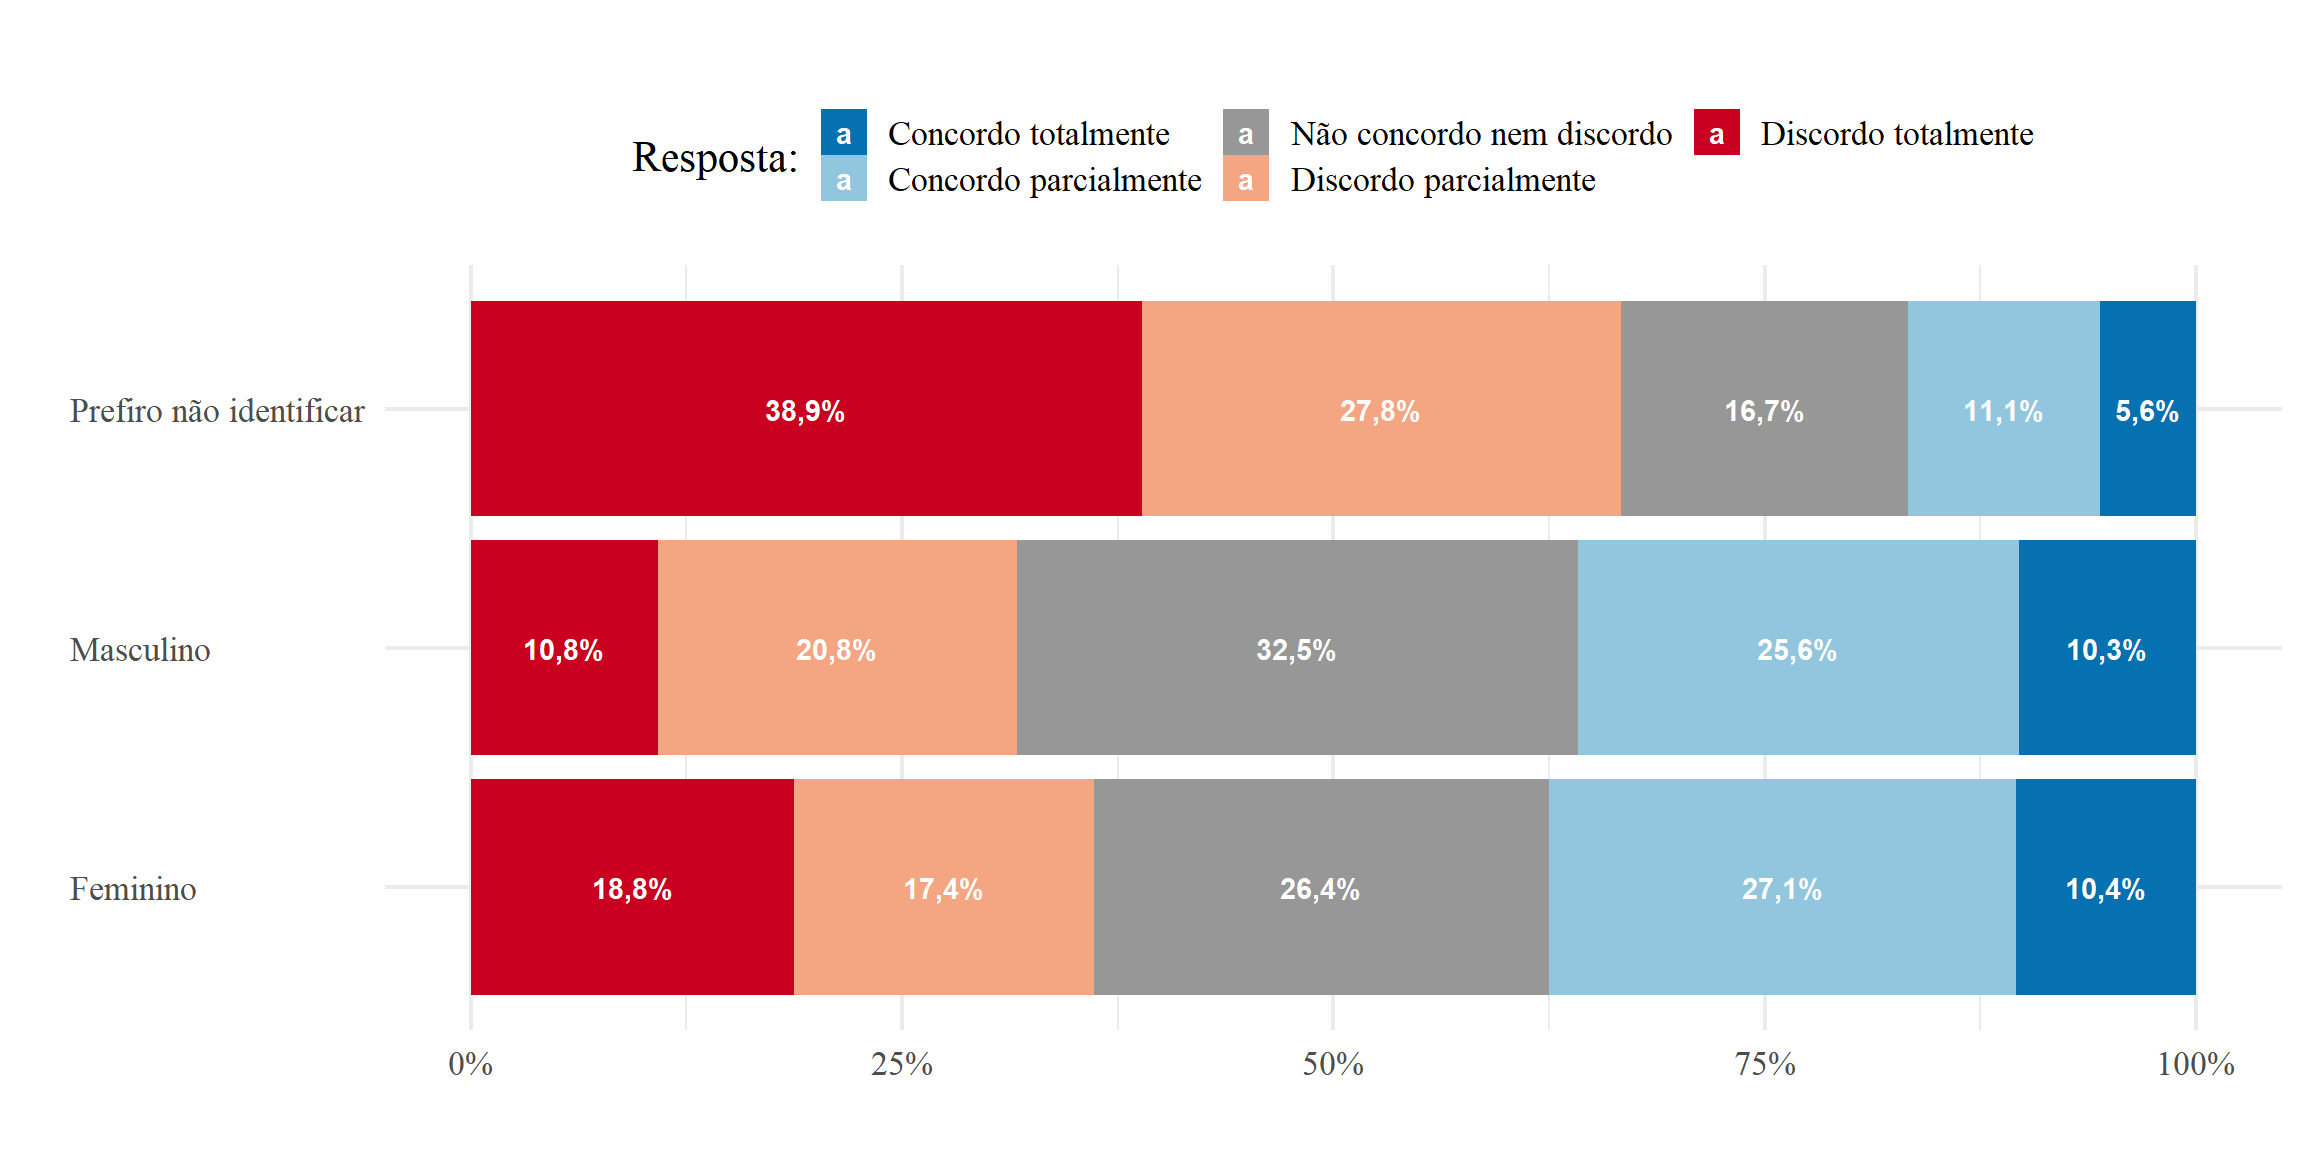 Resposta:
a Concordo totalmente a Não concordo nem discordo a Discordo totalmente
a Concordo parcialmente a Discordo parcialmente
Prefiro não identificar 38,9% 27,8% 16,7% 11,1% 5,6%
Masculino 10,8% 20,8% 32,5% 25,6% 10,3%
Feminino 18,8% 17,4% 26,4% 27,1% 10,4%
0% 25% 50% 75% 100%